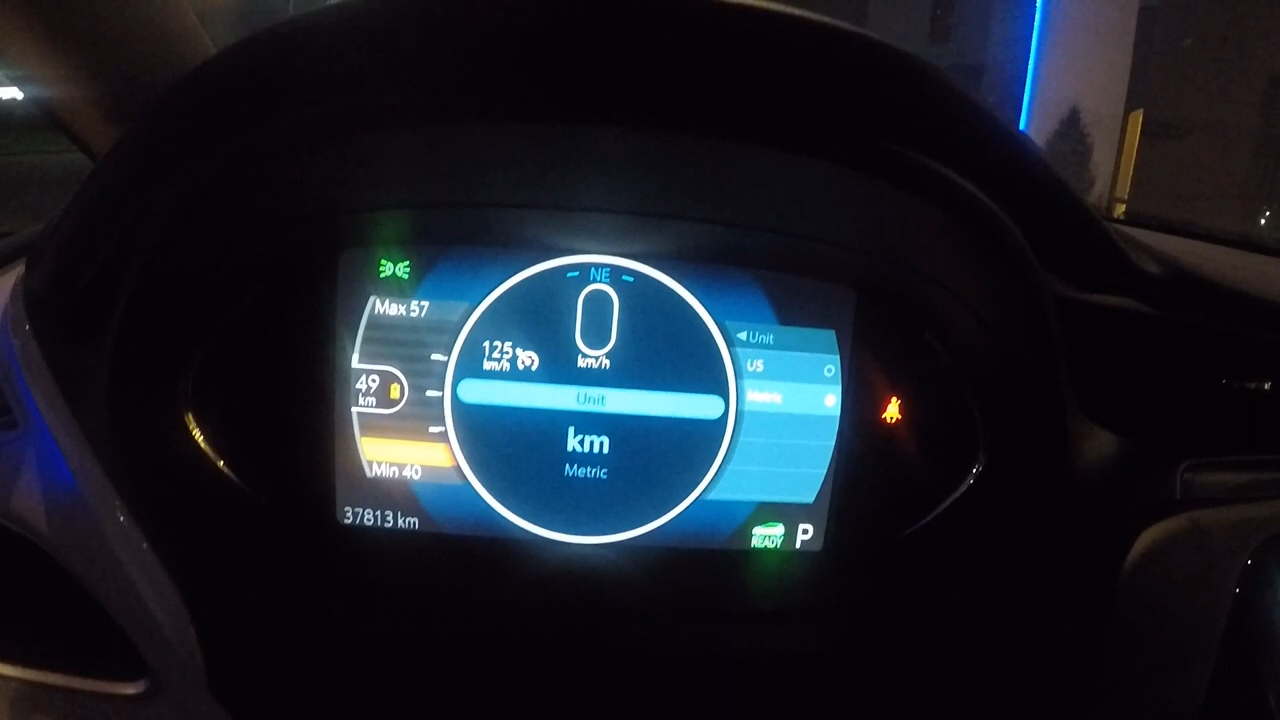 NE
Max 57
0
125
km/h
km/h
49
km
Unit
km
Metric
Min 40
37813 km
Unit
US
Metric
READY
P